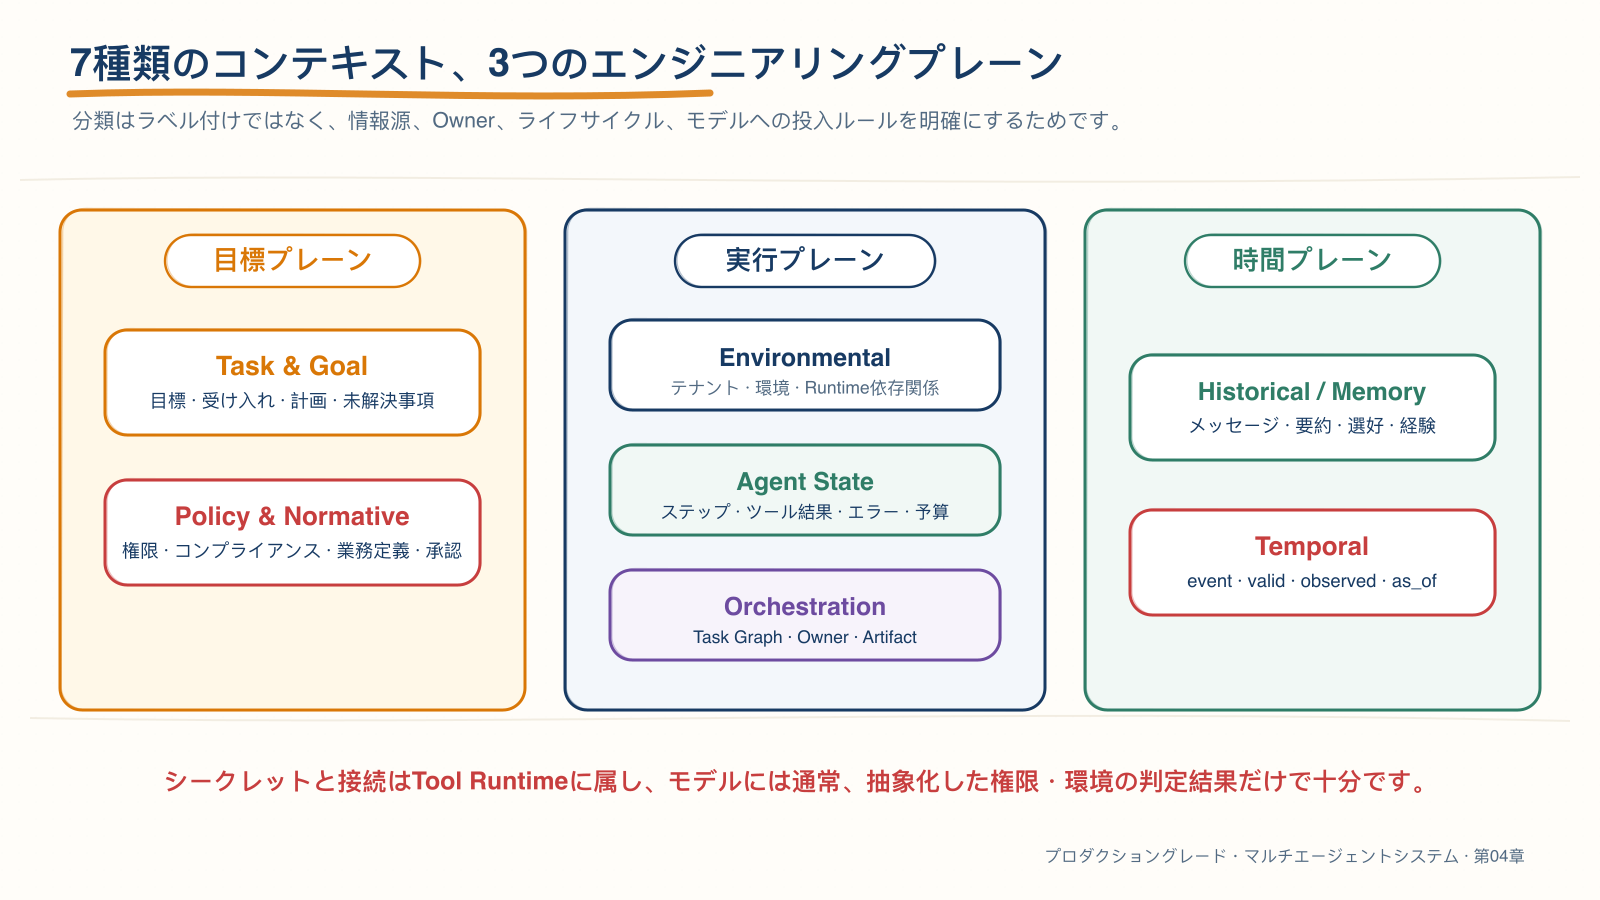 7種類のコンテキスト、3つのエンジニアリングプレーン
分類はラベル付けではなく、情報源、Owner、ライフサイクル、モデルへの投入ルールを明確にするためです。
目標プレーン
Task & Goal
目標 · 受け入れ · 計画 · 未解決事項
Policy & Normative
権限 · コンプライアンス · 業務定義 · 承認
実行プレーン
Environmental
テナント · 環境 · Runtime依存関係
Agent State
ステップ · ツール結果 · エラー · 予算
Orchestration
Task Graph · Owner · Artifact
時間プレーン
Historical / Memory
メッセージ · 要約 · 選好 · 経験
Temporal
event · valid · observed · as_of
シークレットと接続はTool Runtimeに属し、モデルには通常、抽象化した権限 · 環境の判定結果だけで十分です。
プロダクショングレード · マルチエージェントシステム · 第04章